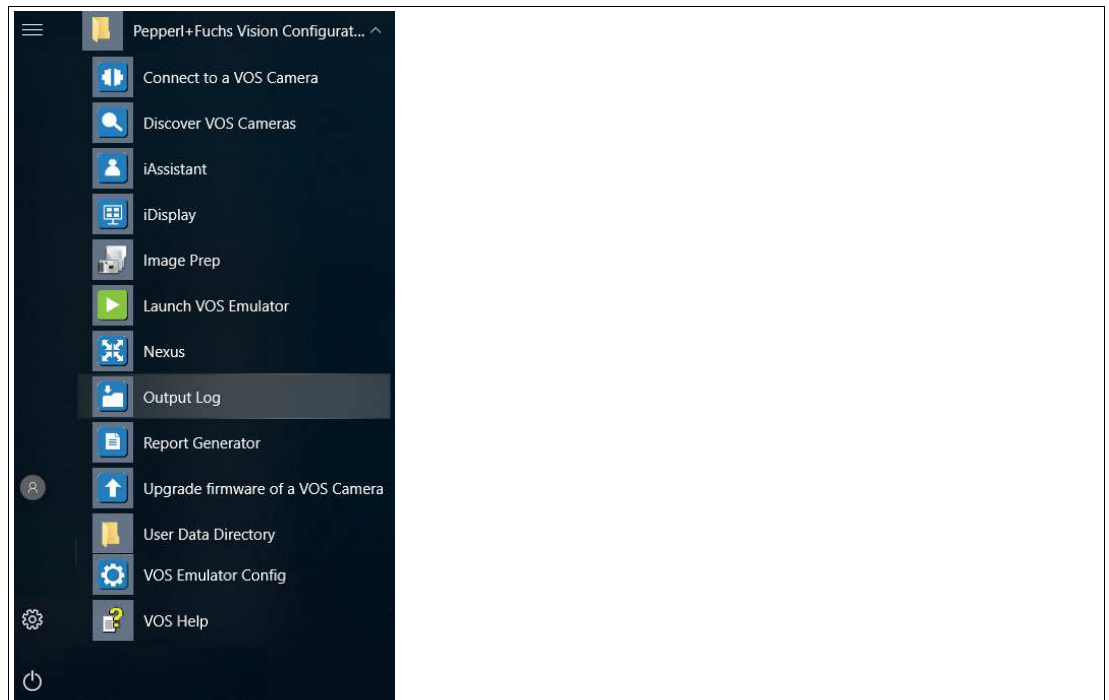 Pepperl+Fuchs Vision Configurat...
Connect to a VOS Camera
Discover VOS Cameras
iAssistant
iDisplay
Image Prep
Launch VOS Emulator
Nexus
Output Log
Report Generator
Upgrade firmware of a VOS Camera
User Data Directory
VOS Emulator Config
VOS Help